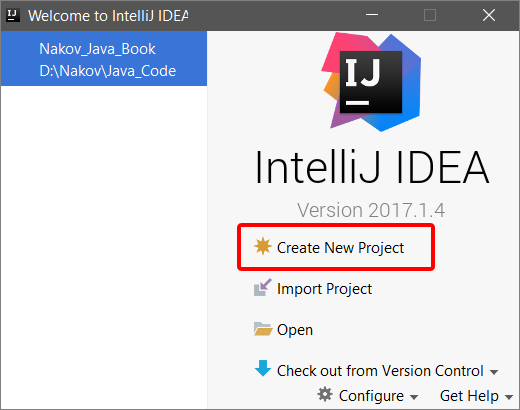 Welcome to IntelliJ IDEA
Nakov_Java_Book
D:\Nakov\Java_Code
IJ
IntelliJ IDEA
Version 2017.1.4
Create New Project
Import Project
Open
Check out from Version Control
Configure Get Help